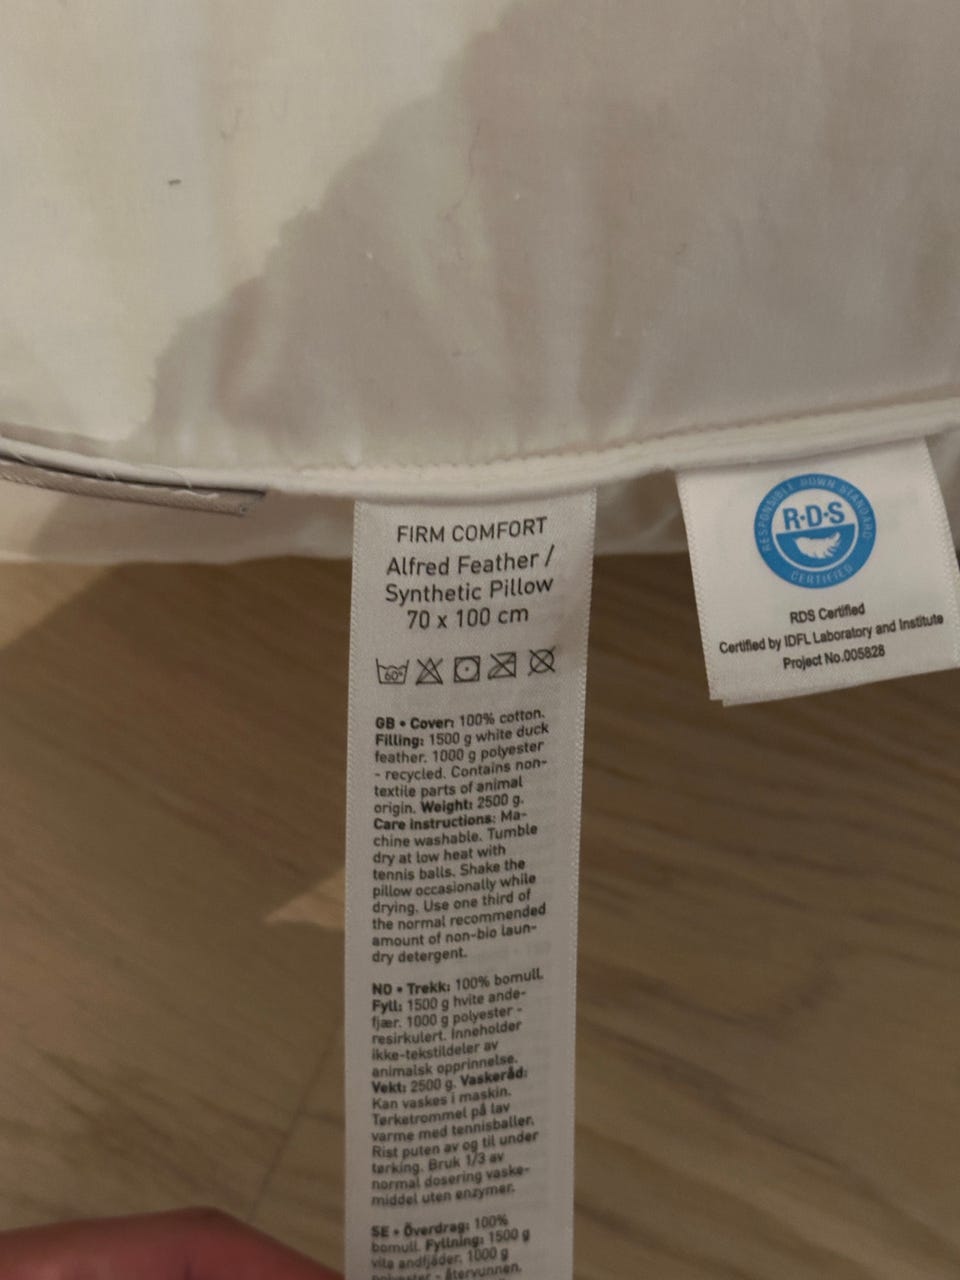 FIRM COMFORT
Alfred Feather /
Synthetic Pillow
70 x 100 cm
60°
GB • Cover: 100% cotton.
Filling: 1500 g white duck
feather. 1000 g polyester
- recycled. Contains non-
textile parts of animal
origin. Weight: 2500 g.
Care instructions: Ma-
chine washable. Tumble
dry at low heat with
tennis balls. Shake the
pillow occasionally while
drying. Use one third of
the normal recommended
amount of non-bio laun-
dry detergent.
NO • Trekk: 100% bomull.
Fyll: 1500 g hvite ande-
fjær. 1000 g polyester -
resirkulert. Inneholder
ikke-tekstildeler av
animalsk opprinnelse.
Vekt: 2500 g. Vaskeråd:
Kan vaskes i maskin.
Tørketrommel på lav
varme med tennisballer.
Rist puten av og til under
tørking. Bruk 1/3 av
normal dosering vaske-
middel uten enzymer.
SE • Överdrag: 100%
bomull. Fyllning: 1500 g
vita andfjäder. 1000 g
polyester - återvunnen.
RESPONSIBLE DOWN STANDARD
R·D·S
CERTIFIED
RDS Certified
Certified by IDFL Laboratory and Institute
Project No.005828